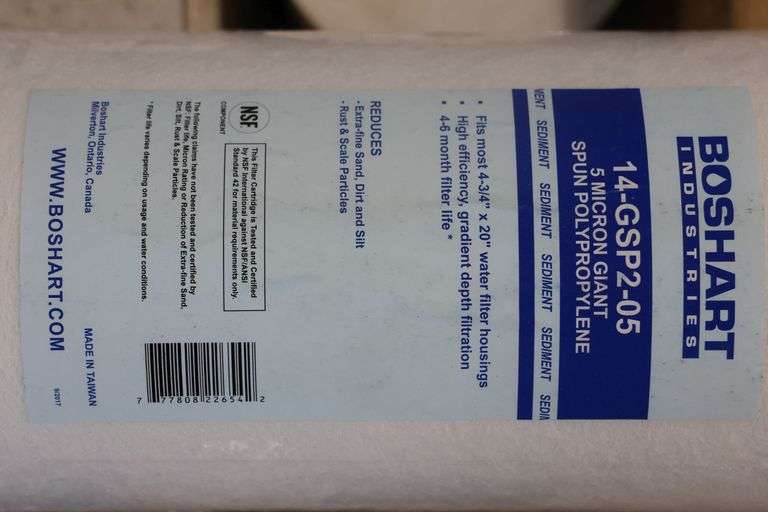 BOSHART
INDUSTRIES
14-GSP2-05
5 MICRON GIANT
SPUN POLYPROPYLENE
MENT SEDIMENT SEDIMENT SEDIMENT SEDIMENT SEDIM
• Fits most 4-3/4" x 20" water filter housings
• High efficiency, gradient depth filtration
• 4-6 month filter life *
REDUCES
- Extra-fine Sand, Dirt and Silt
- Rust & Scale Particles
NSF
COMPONENT
This Filter Cartridge is Tested and Certified
by NSF International against NSF/ANSI
Standard 42 for material requirements only.
The following claims have not been tested and certified by
NSF: Filter life, Micron Rating or Reduction of Extra-fine Sand,
Dirt, Silt, Rust & Scale Particles.
* Filter life varies depending on usage and water conditions.
7 77808 22654 2
Boshart Industries
Milverton, Ontario, Canada
MADE IN TAIWAN
WWW.BOSHART.COM
9/2017